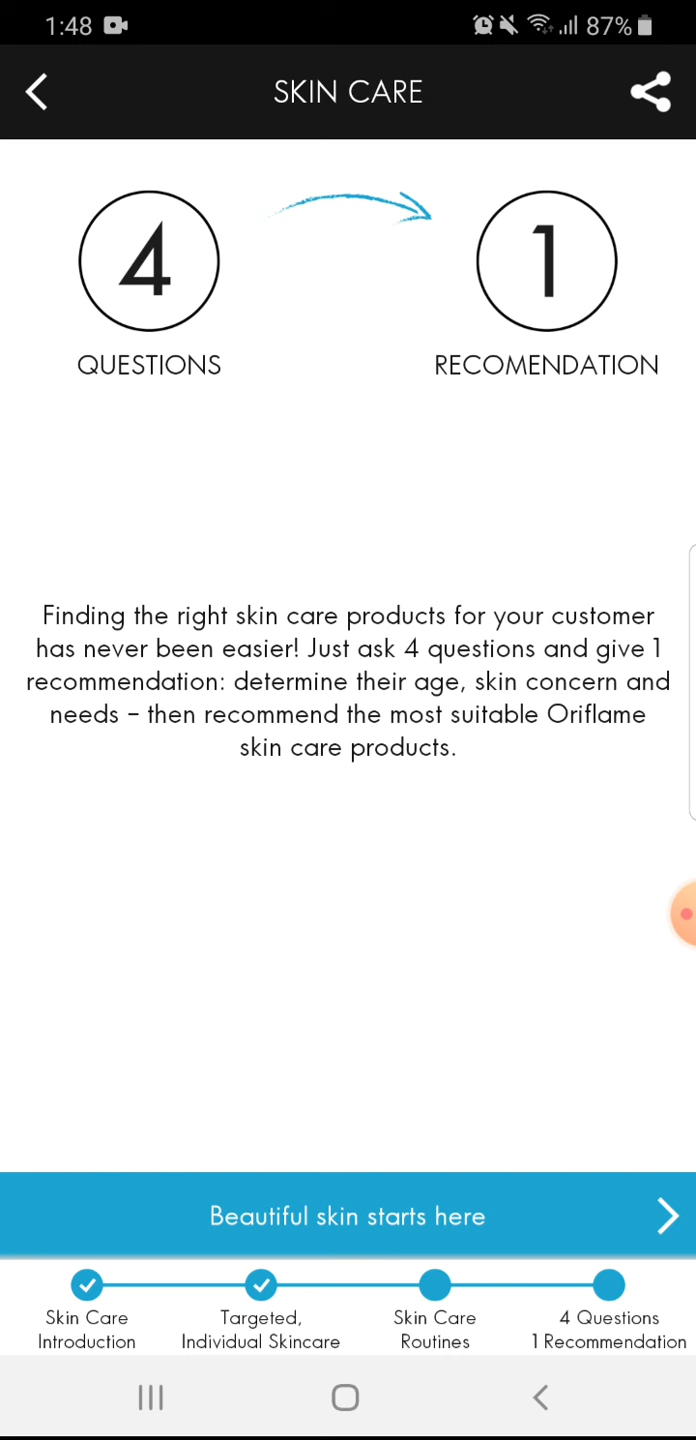 1:48
87%
SKIN CARE
4
1
QUESTIONS
RECOMENDATION
Finding the right skin care products for your customer
has never been easier! Just ask 4 questions and give 1
recommendation: determine their age, skin concern and
needs – then recommend the most suitable Oriflame
skin care products.
Beautiful skin starts here
Skin Care
Introduction
Targeted,
Individual Skincare
Skin Care
Routines
4 Questions
1 Recommendation